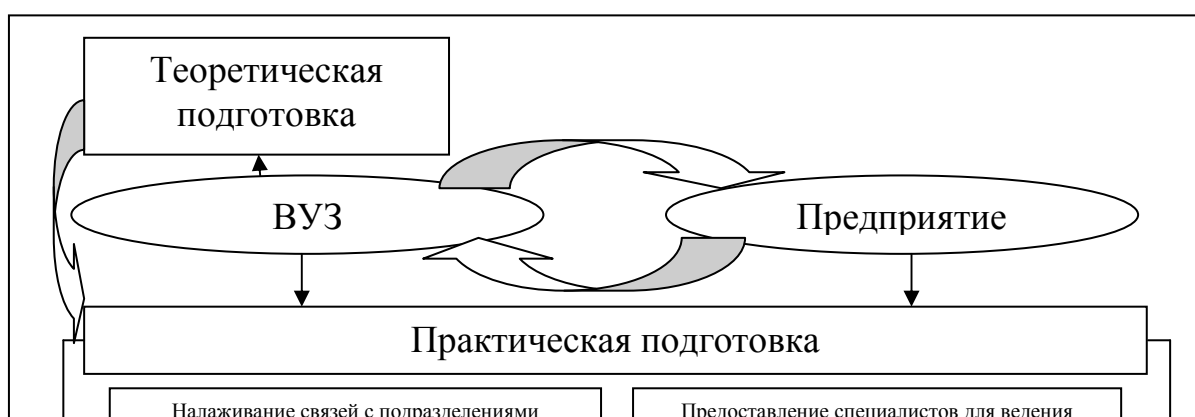 Теоретическая
подготовка
ВУЗ
Предприятие
Практическая подготовка
Налаживание связей с подразделениями
Предоставление специалистов для ведения